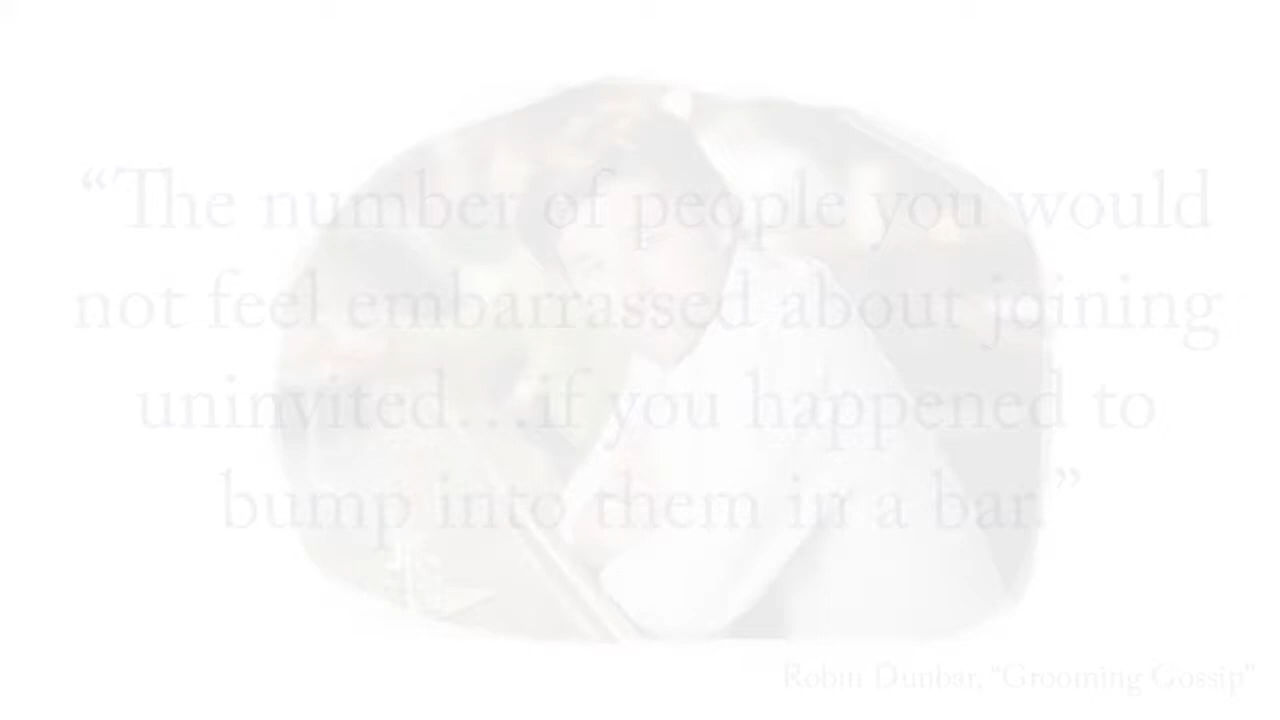 “The number of people you would
not feel embarrassed about joining
uninvited…if you happened to
bump into them in a bar.”
Robin Dunbar, "Grooming Gossip"